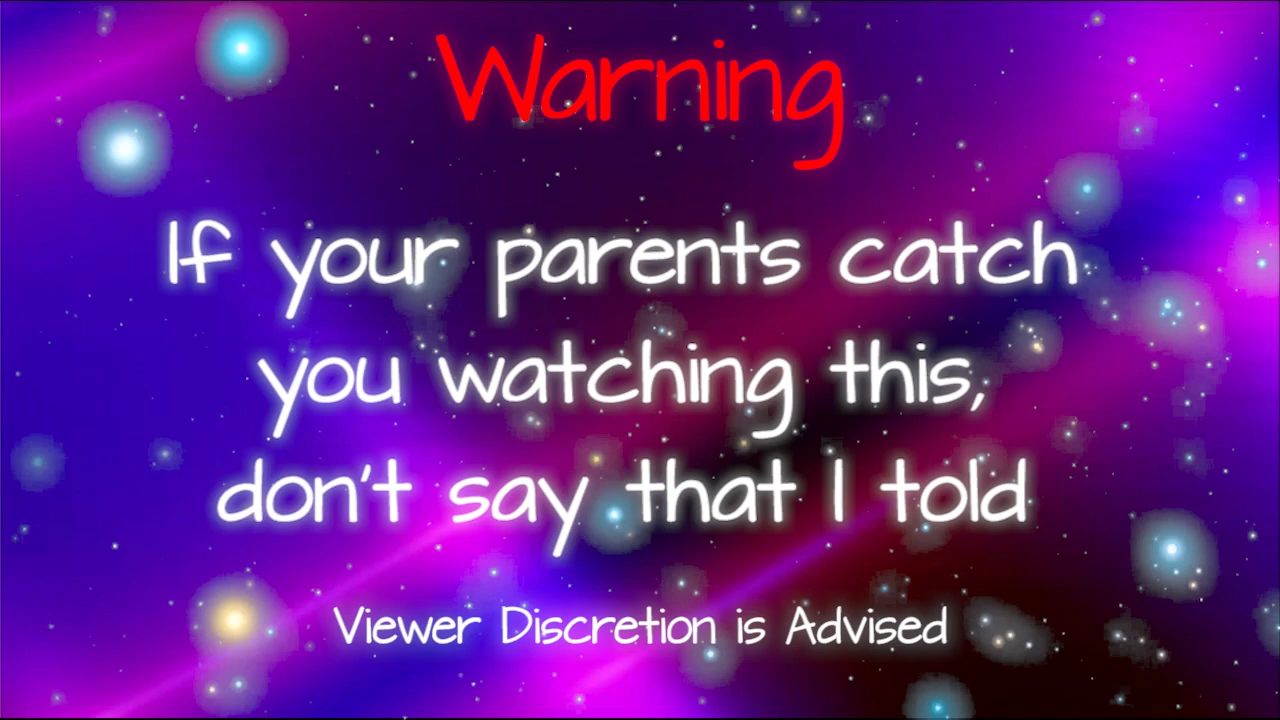 Warning
If your parents catch
you watching this,
don't say that I told
Viewer Discretion is Advised